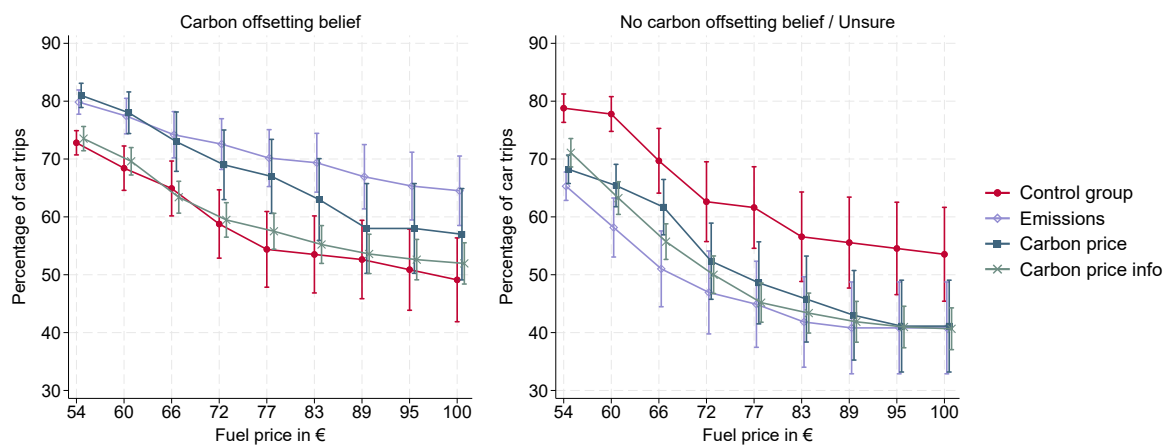 Carbon offsetting belief
No carbon offsetting belief / Unsure
Percentage of car trips
90
80
70
60
50
40
30
54 60 66 72 77 83 89 95 100
Fuel price in €
Percentage of car trips
90
80
70
60
50
40
30
54 60 66 72 77 83 89 95 100
Fuel price in €
Control group
Emissions
Carbon price
Carbon price info